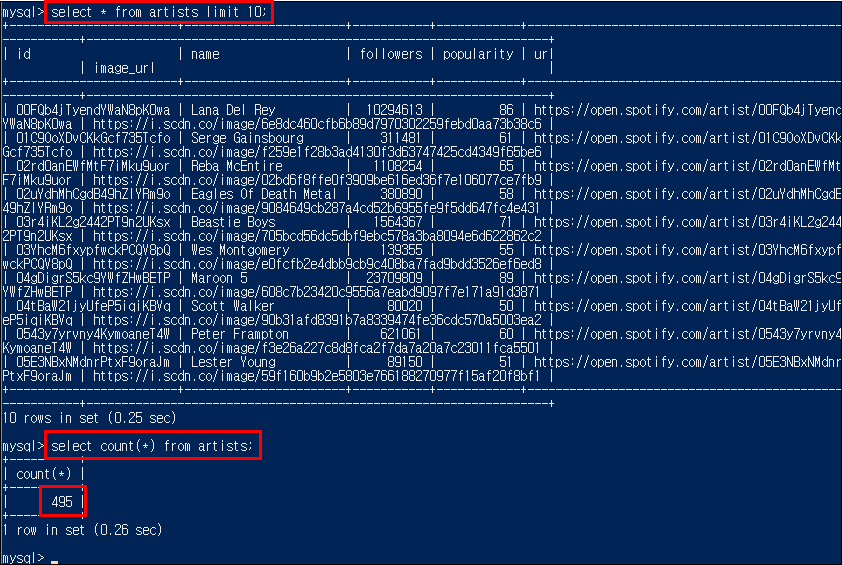 mysql> select * from artists limit 10;
+------------------------+---------------------+-----------+------------+------------------------------------------
-----------+------------------------------------------------------------------+
| id                     | name                | followers | popularity | url
           | image_url                                                        |
+------------------------+---------------------+-----------+------------+------------------------------------------
-----------+------------------------------------------------------------------+
| 00FQb4jTyendYWaN8pK0wa | Lana Del Rey | 10294613 | 86 | https://open.spotify.com/artist/00FQb4jTyend
YWaN8pK0wa | https://i.scdn.co/image/6e8dc460cfb6b89d7970302259febd0aa73b38c6 |
| 01C9OoXDvCKkGcf735Tcfo | Serge Gainsbourg | 311481 | 61 | https://open.spotify.com/artist/01C9OoXDvCKk
Gcf735Tcfo | https://i.scdn.co/image/f259e1f28b3ad4130f3d63747425cd4349f65be6 |
| 02rd0anEWfMtF7iMku9uor | Reba McEntire | 1108254 | 65 | https://open.spotify.com/artist/02rd0anEWfMt
F7iMku9uor | https://i.scdn.co/image/02bd6f8ffe0f3909be616ed36f7e106077ce7fb9 |
| 02uYdhMhCgdB49hZlYRm9o | Eagles Of Death Metal | 380890 | 58 | https://open.spotify.com/artist/02uYdhMhCgdB
49hZlYRm9o | https://i.scdn.co/image/9084649cb287a4cd52b6955fe9f5dd647fc4e431 |
| 03r4iKL2g2442PT9n2UKsx | Beastie Boys | 1564367 | 71 | https://open.spotify.com/artist/03r4iKL2g244
2PT9n2UKsx | https://i.scdn.co/image/705bcd56dc5dbf9ebc578a3ba8094e6d622862c2 |
| 03YhcM6fxypfwckPCQV8pQ | Wes Montgomery | 139355 | 55 | https://open.spotify.com/artist/03YhcM6fxypf
wckPCQV8pQ | https://i.scdn.co/image/e0fcfb2e4dbb9cb9c408ba7fad9bdd3526ef6ed8 |
| 04gDigrS5kc9YWfZHwBETP | Maroon 5 | 23709809 | 89 | https://open.spotify.com/artist/04gDigrS5kc9
YWfZHwBETP | https://i.scdn.co/image/608c7b23420c9556a7eabd9097f7e171a91d3871 |
| 04tBaW21jyUfeP5iqiKBVq | Scott Walker | 80020 | 50 | https://open.spotify.com/artist/04tBaW21jyUf
eP5iqiKBVq | https://i.scdn.co/image/90b31afd8391b7a8339474fe36cdc570a5003ea2 |
| 0543y7yrvny4KymoaneT4W | Peter Frampton | 621061 | 60 | https://open.spotify.com/artist/0543y7yrvny4
KymoaneT4W | https://i.scdn.co/image/f3e26a227c8d8fca2f7da7a20a7c23011fca5501 |
| 05E3NBxNMdnrPtxF9oraJm | Lester Young | 89150 | 51 | https://open.spotify.com/artist/05E3NBxNMdnr
PtxF9oraJm | https://i.scdn.co/image/59f160b9b2e5803e766188270977f15af20f8bf1 |
+------------------------+---------------------+-----------+------------+------------------------------------------
-----------+------------------------------------------------------------------+
10 rows in set (0.25 sec)
mysql> select count(*) from artists;
+----------+
| count(*) |
+----------+
|      495 |
+----------+
1 row in set (0.26 sec)
mysql>